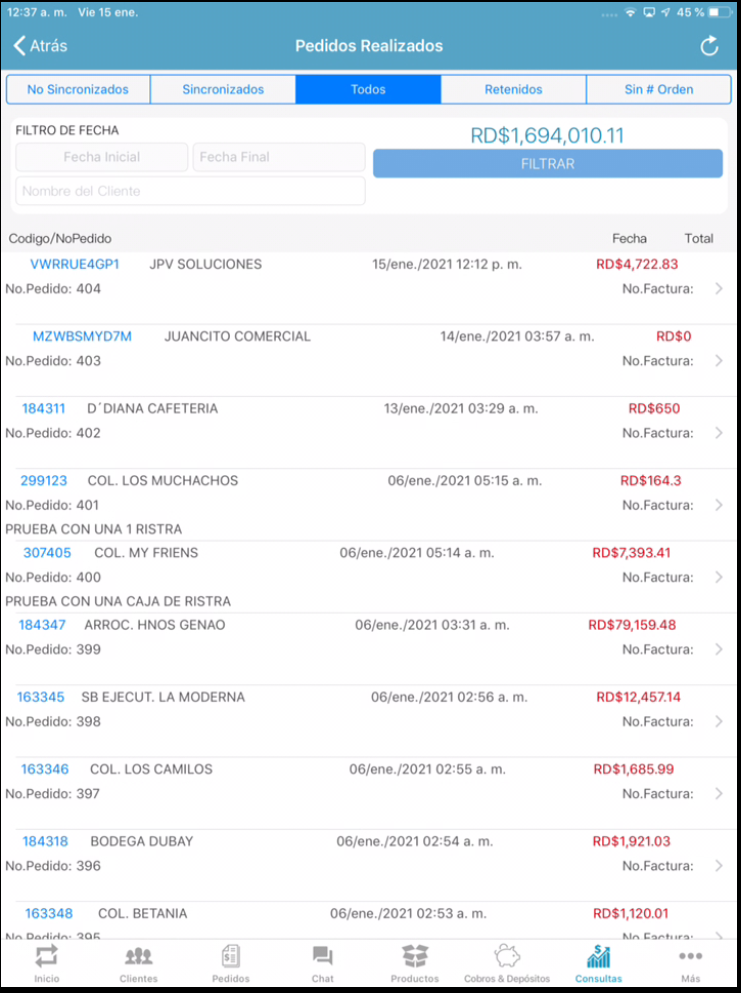 12:37 a. m. Vie 15 ene. 45 %
Atrás Pedidos Realizados
No Sincronizados Sincronizados Todos Retenidos Sin # Orden
FILTRO DE FECHA RD$1,694,010.11
Fecha Inicial Fecha Final FILTRAR
Nombre del Cliente
Codigo/NoPedido Fecha Total
VWRRUE4GP1 JPV SOLUCIONES 15/ene./2021 12:12 p. m. RD$4,722.83
No.Pedido: 404 No.Factura:
MZWBSMYD7M JUANCITO COMERCIAL 14/ene./2021 03:57 a. m. RD$0
No.Pedido: 403 No.Factura:
184311 D´DIANA CAFETERIA 13/ene./2021 03:29 a. m. RD$650
No.Pedido: 402 No.Factura:
299123 COL. LOS MUCHACHOS 06/ene./2021 05:15 a. m. RD$164.3
No.Pedido: 401 No.Factura:
PRUEBA CON UNA 1 RISTRA
307405 COL. MY FRIENS 06/ene./2021 05:14 a. m. RD$7,393.41
No.Pedido: 400 No.Factura:
PRUEBA CON UNA CAJA DE RISTRA
184347 ARROC. HNOS GENAO 06/ene./2021 03:31 a. m. RD$79,159.48
No.Pedido: 399 No.Factura:
163345 SB EJECUT. LA MODERNA 06/ene./2021 02:56 a. m. RD$12,457.14
No.Pedido: 398 No.Factura:
163346 COL. LOS CAMILOS 06/ene./2021 02:55 a. m. RD$1,685.99
No.Pedido: 397 No.Factura:
184318 BODEGA DUBAY 06/ene./2021 02:54 a. m. RD$1,921.03
No.Pedido: 396 No.Factura:
163348 COL. BETANIA 06/ene./2021 02:53 a. m. RD$1,120.01
No.Pedido: 395 No.Factura:
Inicio Clientes Pedidos Chat Productos Cobros & Depósitos Consultas Más